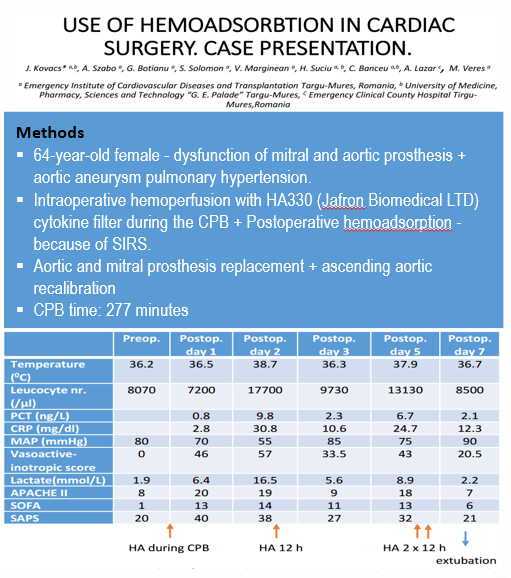 USE OF HEMOADSORBTION IN CARDIAC
SURGERY. CASE PRESENTATION.
J. Kovacs* a,b, A. Szabo a, G. Botianu a, S. Solomon a, V. Marginean a, H. Suciu a, b, C. Banceu a,b, A. Lazar c, M. Veres a
a Emergency Institute of Cardiovascular Diseases and Transplantation Targu-Mures, Romania, b University of Medicine,
Pharmacy, Sciences and Technology "G. E. Palade" Targu-Mures, C Emergency Clinical County Hospital Tirgu-
Mures,Romania
Methods
▪ 64-year-old female - dysfunction of mitral and aortic prosthesis +
aortic aneurysm pulmonary hypertension.
▪ Intraoperative hemoperfusion with HA330 (Jafron Biomedical LTD)
cytokine filter during the CPB + Postoperative hemoadsorption -
because of SIRS.
▪ Aortic and mitral prosthesis replacement + ascending aortic
recalibration
▪ CPB time: 277 minutes
Preop. Postop. day 1 Postop. day 2 Postop. day 3 Postop. day 5 Postop. day 7
Temperature (⁰C) 36.2 36.5 38.7 36.3 37.9 36.7
Leucocyte nr. (/µl) 8070 7200 17700 9730 13130 8500
PCT (ng/L) 0.8 9.8 2.3 6.7 2.1
CRP (mg/dl) 2.8 30.8 10.6 24.7 12.3
MAP (mmHg) 80 70 55 85 75 90
Vasoactive-inotropic score 0 46 57 33.5 43 20.5
Lactate(mmol/L) 1.9 6.4 16.5 5.6 8.9 2.2
APACHE II 8 20 19 9 18 7
SOFA 1 13 14 11 13 6
SAPS 20 40 38 27 32 21
HA during CPB HA 12 h HA 2 x 12 h
extubation